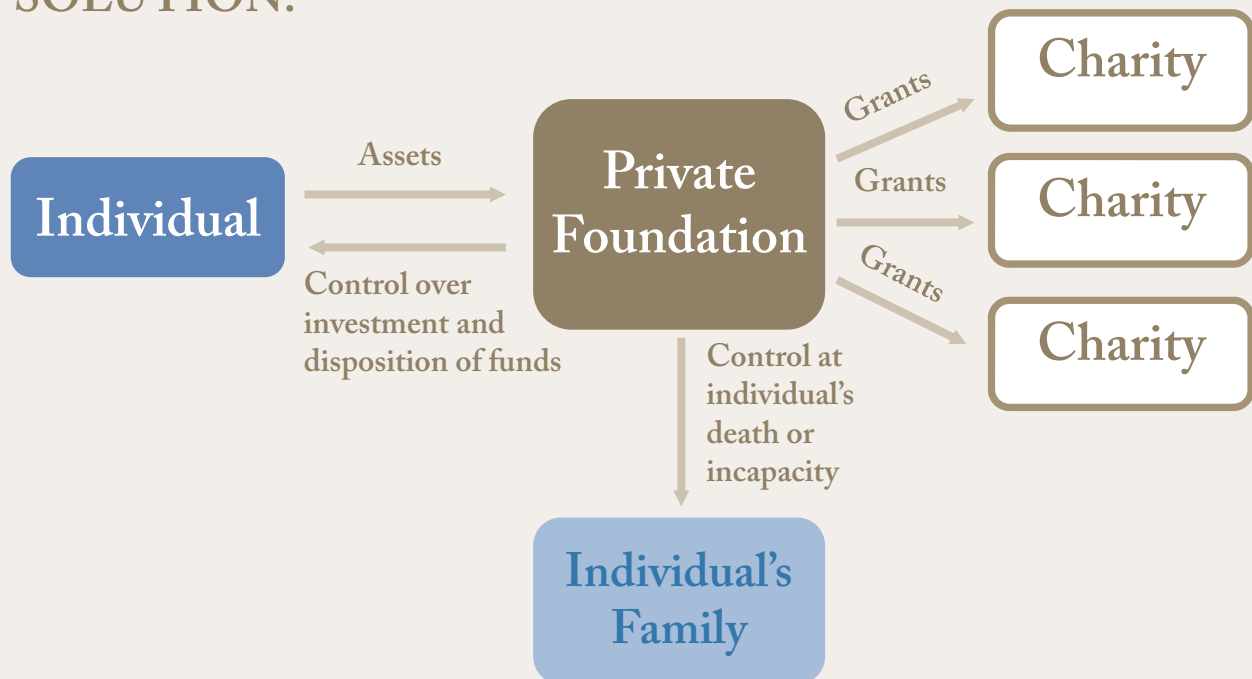 SOLUTION:
Individual
Assets
Control over
investment and
disposition of funds
Private
Foundation
Grants
Charity
Grants
Charity
Grants
Charity
Control at
individual’s
death or
incapacity
Individual’s
Family